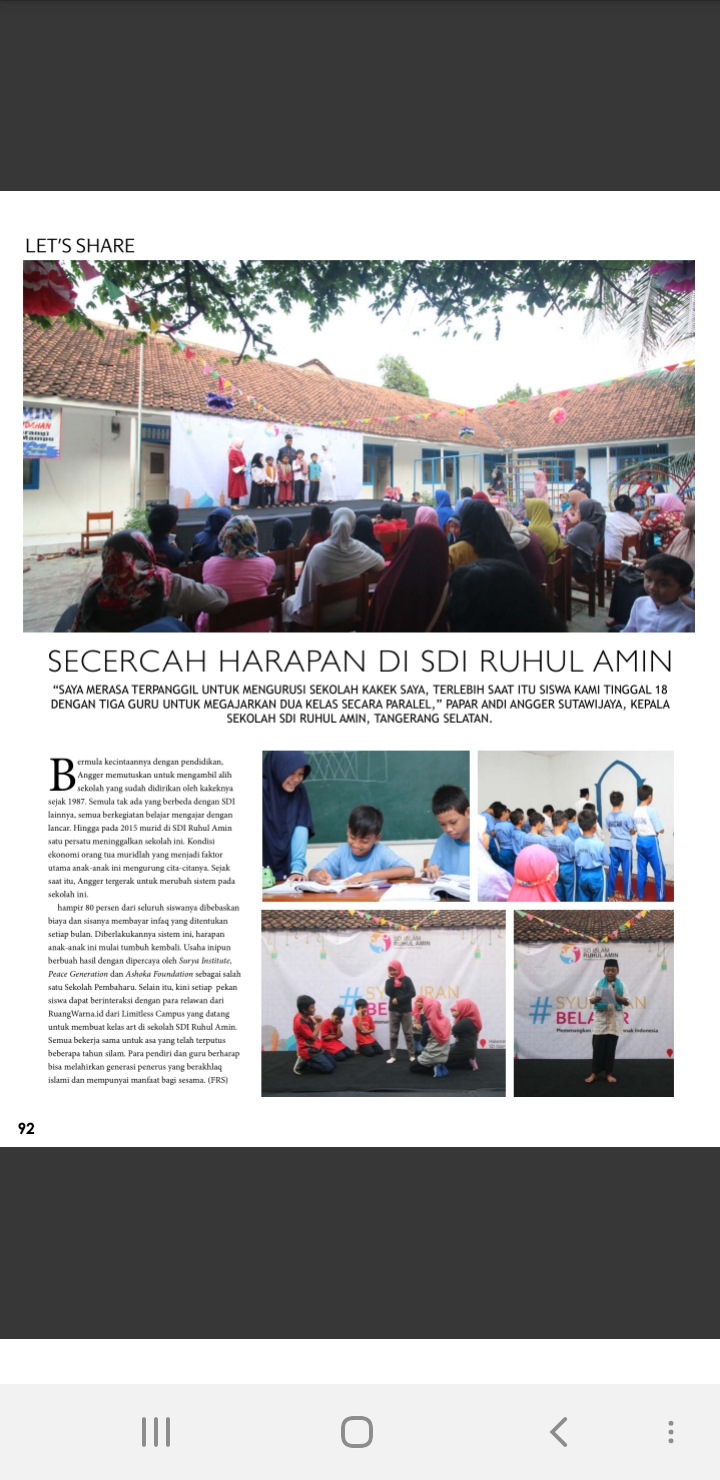 LET'S SHARE
MIN
SD ISLAM
RUHUL AMIN
SD ISLAM
RUHUL AMIN
#SYUKURAN
BE
#SYU AN
BELA R
SECERCAH HARAPAN DI SDI RUHUL AMIN
“SAYA MERASA TERPANGGIL UNTUK MENGURUSI SEKOLAH KAKEK SAYA, TERLEBIH SAAT ITU SISWA KAMI TINGGAL 18
DENGAN TIGA GURU UNTUK MEGAJARKAN DUA KELAS SECARA PARALEL,” PAPAR ANDI ANGGER SUTAWIJAYA, KEPALA
SEKOLAH SDI RUHUL AMIN, TANGERANG SELATAN.
Bermula kecintaannya dengan pendidikan,
Angger memutuskan untuk mengambil alih
sekolah yang sudah didirikan oleh kakeknya
sejak 1987. Semula tak ada yang berbeda dengan SDI
lainnya, semua berkegiatan belajar mengajar dengan
lancar. Hingga pada 2015 murid di SDI Ruhul Amin
satu persatu meninggalkan sekolah ini. Kondisi
ekonomi orang tua muridlah yang menjadi faktor
utama anak-anak ini mengurung cita-citanya. Sejak
saat itu, Angger tergerak untuk merubah sistem pada
sekolah ini.
hampir 80 persen dari seluruh siswanya dibebaskan
biaya dan sisanya membayar infaq yang ditentukan
setiap bulan. Diberlakukannya sistem ini, harapan
anak-anak ini mulai tumbuh kembali. Usaha inipun
berbuah hasil dengan dipercaya oleh Surya Institute,
Peace Generation dan Ashoka Foundation sebagai salah
satu Sekolah Pembaharu. Selain itu, kini setiap pekan
siswa dapat berinteraksi dengan para relawan dari
RuangWarna.id dari Limitless Campus yang datang
untuk membuat kelas art di sekolah SDI Ruhul Amin.
Semua bekerja sama untuk asa yang telah terputus
beberapa tahun silam. Para pendiri dan guru berharap
bisa melahirkan generasi penerus yang berakhlaq
islami dan mempunyai manfaat bagi sesama. (FRS)
92